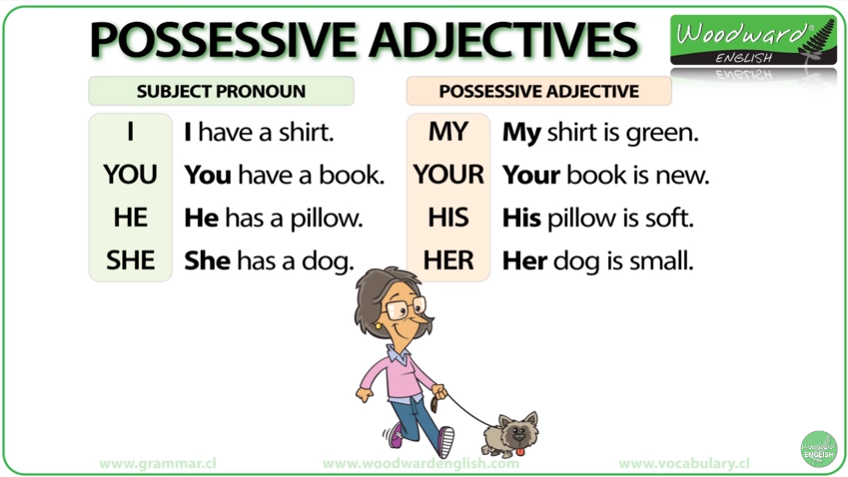 POSSESSIVE ADJECTIVES
Woodward
ENGLISH
SUBJECT PRONOUN
POSSESSIVE ADJECTIVE
I I have a shirt. MY My shirt is green.
YOU You have a book. YOUR Your book is new.
HE He has a pillow. HIS His pillow is soft.
SHE She has a dog. HER Her dog is small.
Woodward
ENGLISH
www.grammar.cl www.woodwardenglish.com www.vocabulary.cl